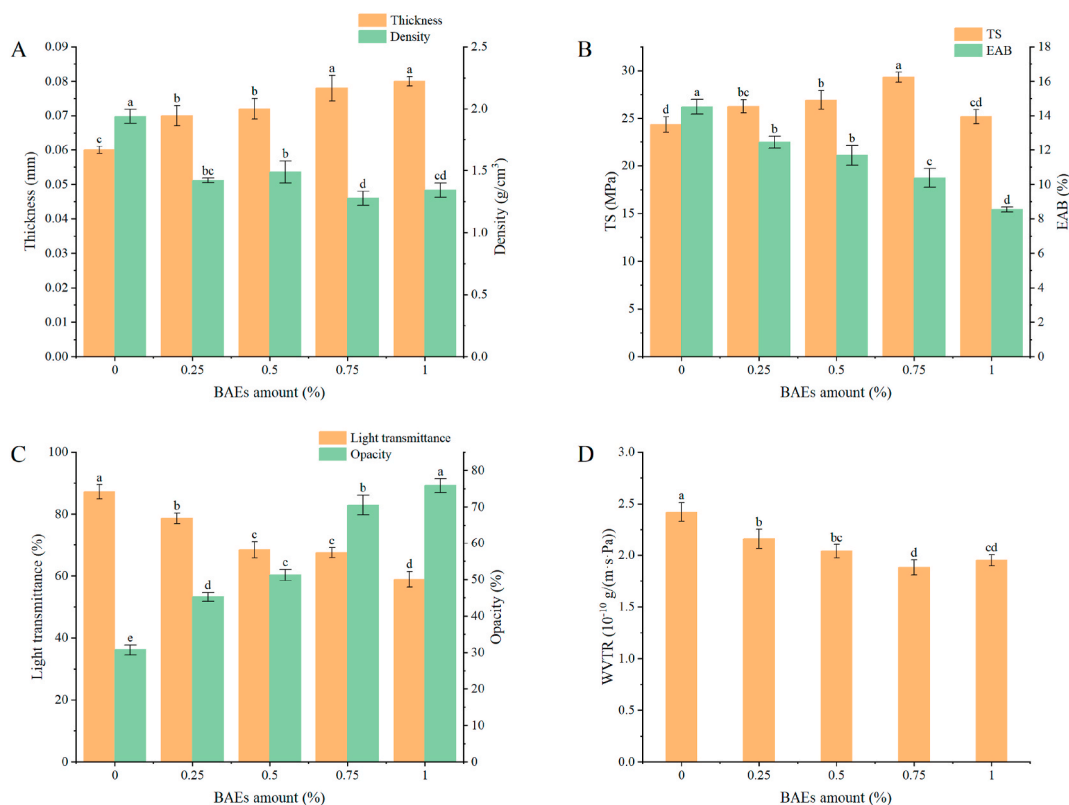 A
Thickness
Density
0.09
0.08
0.07
0.06
0.05
0.04
0.03
0.02
0.01
0.00
Thickness (mm)
2.5
2.0
1.5
1.0
0.5
0.0
Density (g/cm³)
c a b bc b b a d a cd
0 0.25 0.5 0.75 1
BAEs amount (%)
B
TS
EAB
30
25
20
15
10
5
0
TS (MPa)
18
16
14
12
10
8
6
4
2
0
EAB (%)
d a bc b b b a c cd d
0 0.25 0.5 0.75 1
BAEs amount (%)
C
Light transmittance
Opacity
100
80
60
40
20
0
Light transmittance (%)
80
70
60
50
40
30
20
10
0
Opacity (%)
a e b d c c c b d a
0 0.25 0.5 0.75 1
BAEs amount (%)
D
3.0
2.5
2.0
1.5
1.0
0.5
0.0
WVTR (10⁻¹⁰ g/(m·s·Pa))
a b bc d cd
0 0.25 0.5 0.75 1
BAEs amount (%)